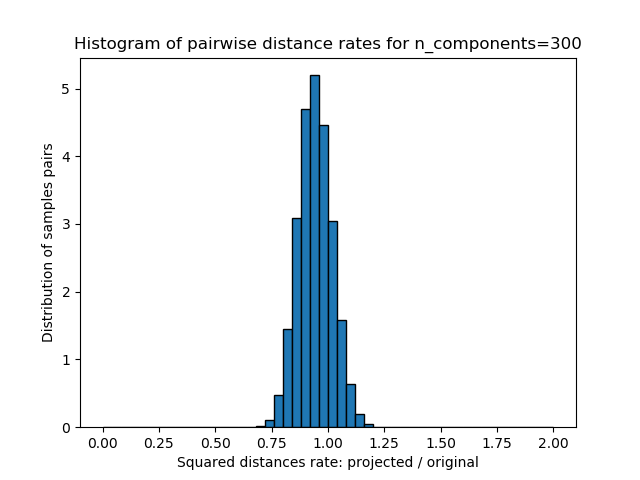 Histogram of pairwise distance rates for n_components=300
Distribution of samples pairs
5
4
3
2
1
0
0.00 0.25 0.50 0.75 1.00 1.25 1.50 1.75 2.00
Squared distances rate: projected / original